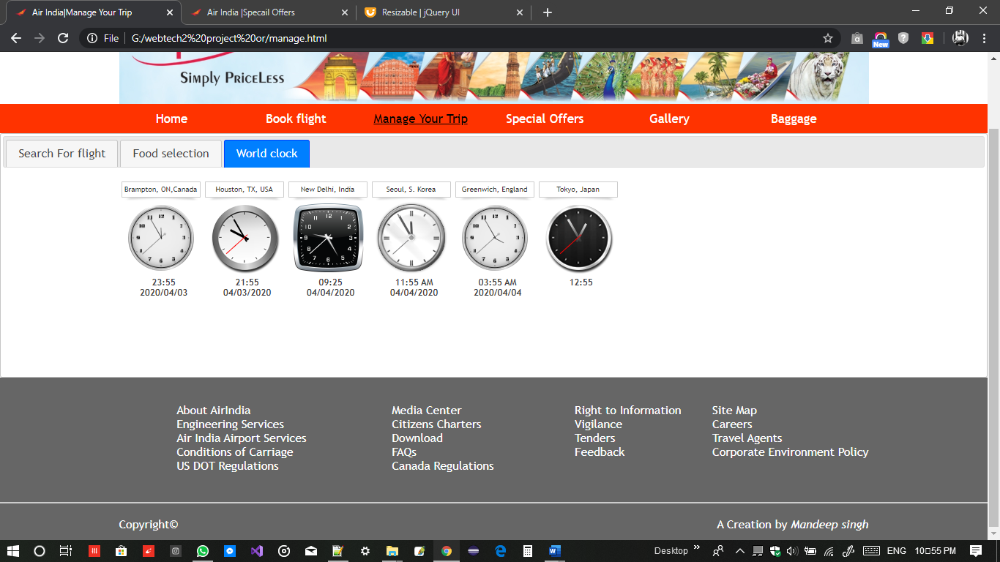 Air India|Manage Your Trip
Air India |Specail Offers
Resizable | jQuery UI
File G:/webtech2%20project%20or/manage.html
New
SIMPLY PRICELESS
Home Book flight Manage Your Trip Special Offers Gallery Baggage
Search For flight Food selection World clock
Brampton, ON,Canada Houston, TX, USA New Delhi, India Seoul, S. Korea Greenwich, England Tokyo, Japan
23:55 21:55 09:25 11:55 AM 03:55 AM 12:55
2020/04/03 04/03/2020 04/04/2020 04/04/2020 2020/04/04
About AirIndia Media Center Right to Information Site Map
Engineering Services Citizens Charters Vigilance Careers
Air India Airport Services Download Tenders Travel Agents
Conditions of Carriage FAQs Feedback Corporate Environment Policy
US DOT Regulations Canada Regulations
Copyright© A Creation by Mandeep singh
Desktop ENG 10□55 PM